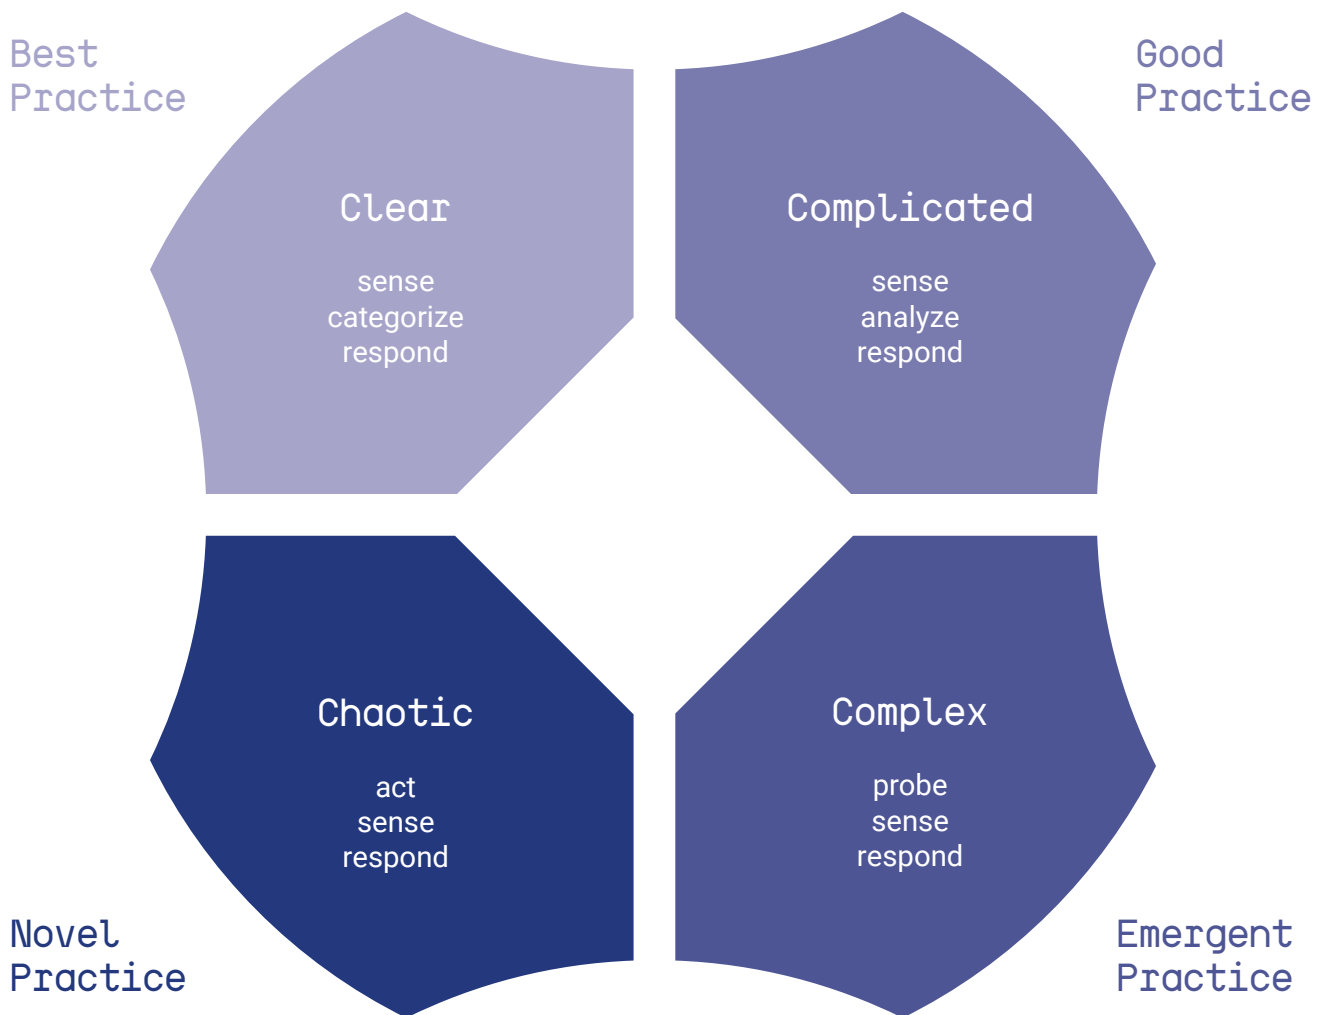 Best
Practice
Good
Practice
Clear
sense
categorize
respond
Complicated
sense
analyze
respond
Chaotic
act
sense
respond
Complex
probe
sense
respond
Novel
Practice
Emergent
Practice